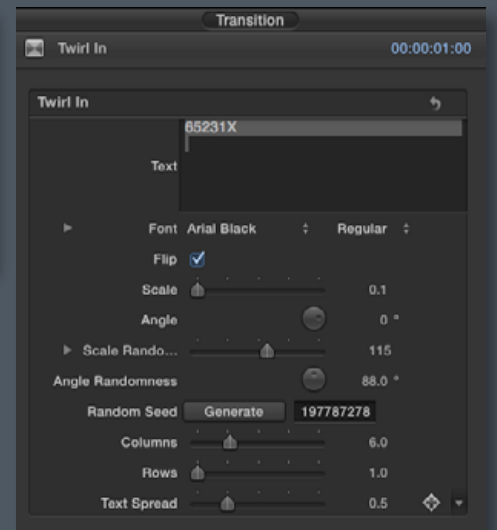 Transition
Twirl In 00:00:01:00
Twirl In
65231X
Text
Font Arial Black Regular
Flip
Scale 0.1
Angle 0 °
Scale Rando... 115
Angle Randomness 88.0 °
Random Seed Generate 197787278
Columns 6.0
Rows 1.0
Text Spread 0.5